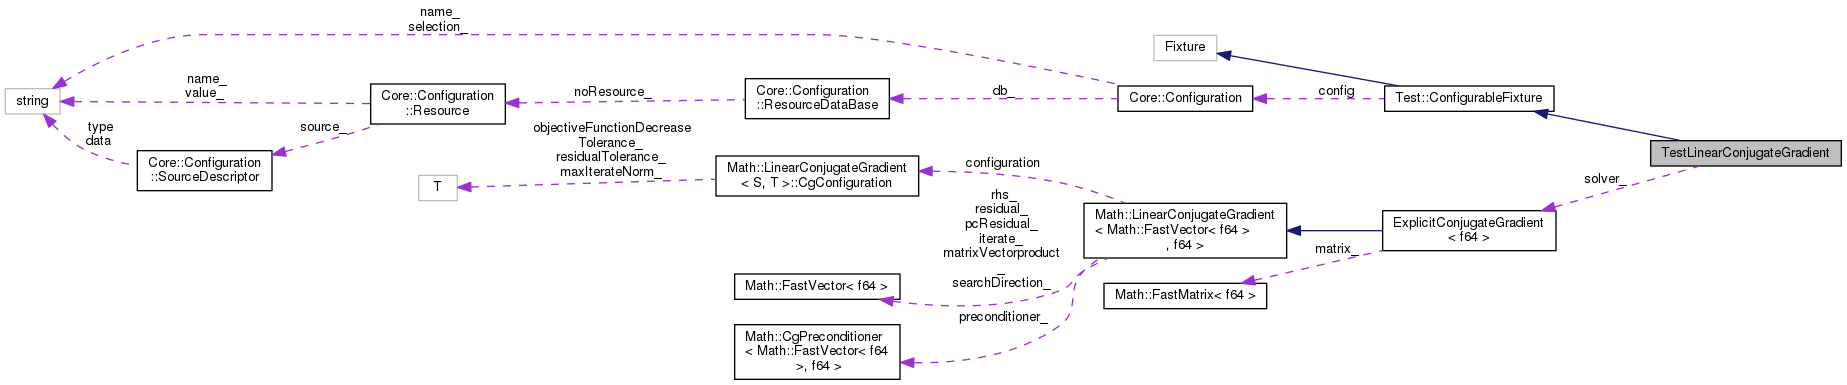 name_
selection_
Fixture
name_
value_
string
Core::Configuration
::Resource
noResource_
Core::Configuration
::ResourceDataBase
db_
Core::Configuration
config
Test::ConfigurableFixture
type
data
source_
Core::Configuration
::SourceDescriptor
objectiveFunctionDecrease
Tolerance_
residualTolerance_
maxIterateNorm_
T
Math::LinearConjugateGradient
< S, T >::CgConfiguration
configuration
TestLinearConjugateGradient
solver_
rhs_
residual_
pcResidual_
iterate_
matrixVectorproduct
_
searchDirection_
Math::LinearConjugateGradient
< Math::FastVector< f64 >
, f64 >
ExplicitConjugateGradient
< f64 >
matrix_
Math::FastVector< f64 >
Math::FastMatrix< f64 >
preconditioner_
Math::CgPreconditioner
< Math::FastVector< f64
>, f64 >